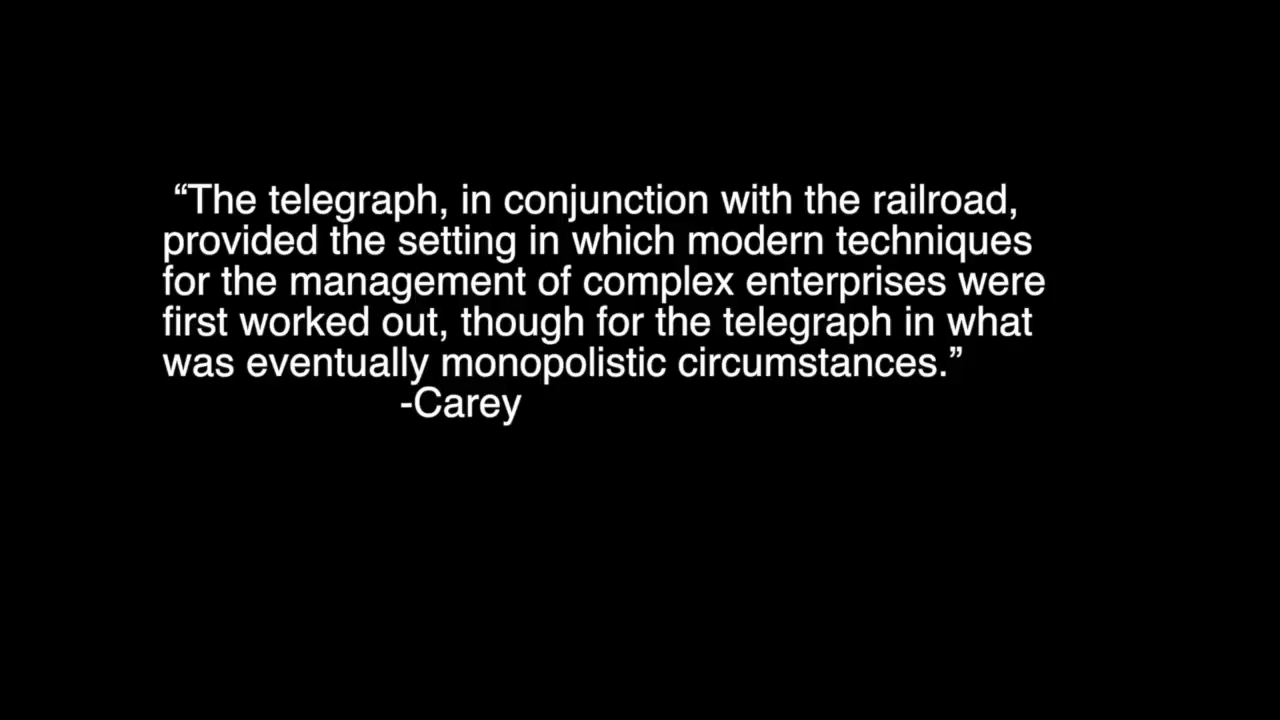 “The telegraph, in conjunction with the railroad,
provided the setting in which modern techniques
for the management of complex enterprises were
first worked out, though for the telegraph in what
was eventually monopolistic circumstances.”
-Carey